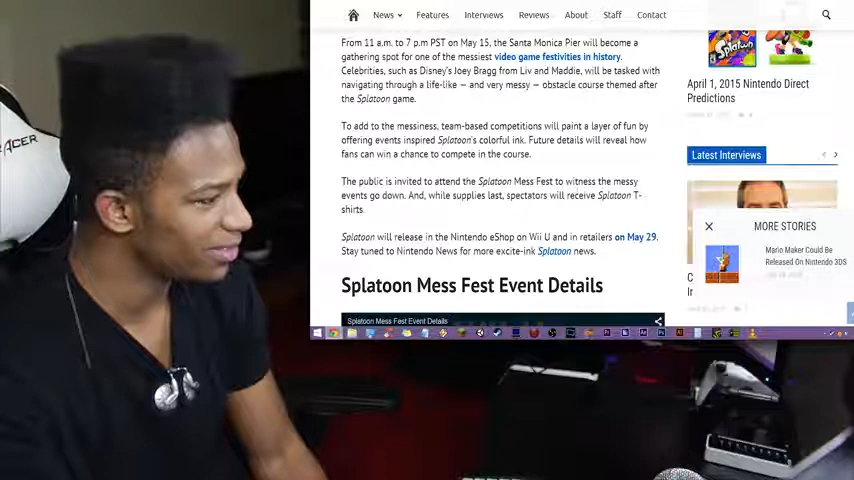 News Features Interviews Reviews About Staff Contact
From 11 a.m. to 7 p.m PST on May 15, the Santa Monica Pier will become a
gathering spot for one of the messiest video game festivities in history.
Celebrities, such as Disney's Joey Bragg from Liv and Maddie, will be tasked with
navigating through a life-like — and very messy — obstacle course themed after
the Splatoon game.
To add to the messiness, team-based competitions will paint a layer of fun by
offering events inspired Splatoon's colorful ink. Future details will reveal how
fans can win a chance to compete in the course.
The public is invited to attend the Splatoon Mess Fest to witness the messy
events go down. And, while supplies last, spectators will receive Splatoon T-
shirts.
Splatoon will release in the Nintendo eShop on Wii U and in retailers on May 29.
Stay tuned to Nintendo News for more excite-ink Splatoon news.
Splatoon Mess Fest Event Details
Splatoon Mess Fest Event Details
Splatoon
April 1, 2015 Nintendo Direct
Predictions
Latest Interviews
MORE STORIES
Mario Maker Could Be
Released On Nintendo 3DS
ACER